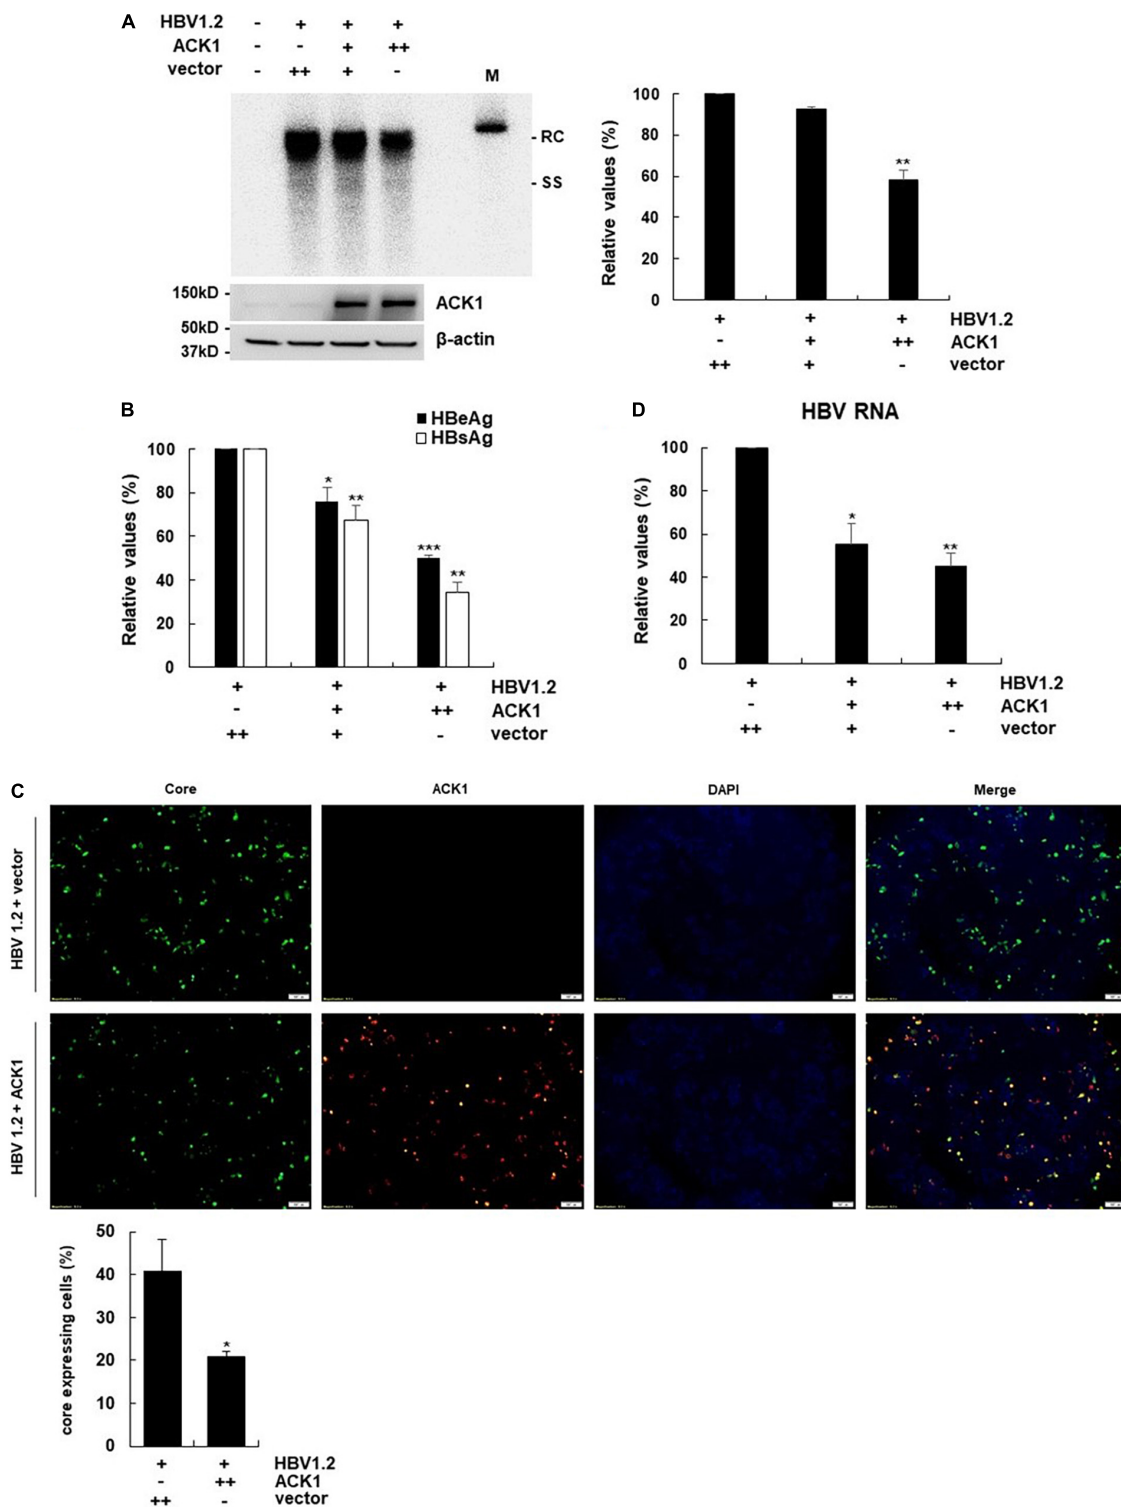 A
HBV1.2 - + + +
ACK1 - - + ++
vector - ++ + -
M
- RC
- SS
150kD -
50kD -
37kD -
ACK1
β-actin
Relative values (%)
100
80
60
40
20
0
**
+ + + HBV1.2
- + ++ ACK1
++ + - vector
B
HBeAg
HBsAg
Relative values (%)
100
80
60
40
20
0
* ** *** **
+ + + HBV1.2
- + ++ ACK1
++ + - vector
D
HBV RNA
Relative values (%)
100
80
60
40
20
0
* **
+ + + HBV1.2
- + ++ ACK1
++ + - vector
C
Core ACK1 DAPI Merge
HBV 1.2 + vector
HBV 1.2 + ACK1
core expressing cells (%)
50
40
30
20
10
0
*
+ + HBV1.2
- ++ ACK1
++ - vector